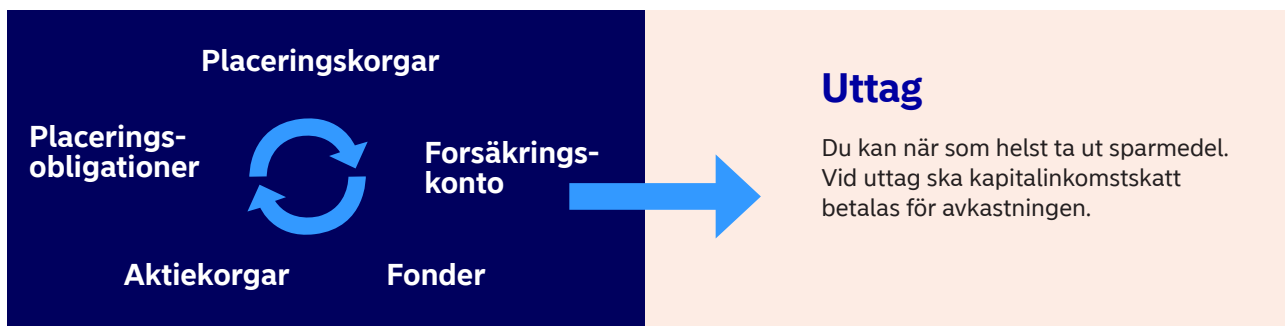 Placeringskorgar
Placerings-
obligationer
Forsäkrings-
konto
Aktiekorgar
Fonder
Uttag
Du kan när som helst ta ut sparmedel.
Vid uttag ska kapitalinkomstskatt
betalas för avkastningen.